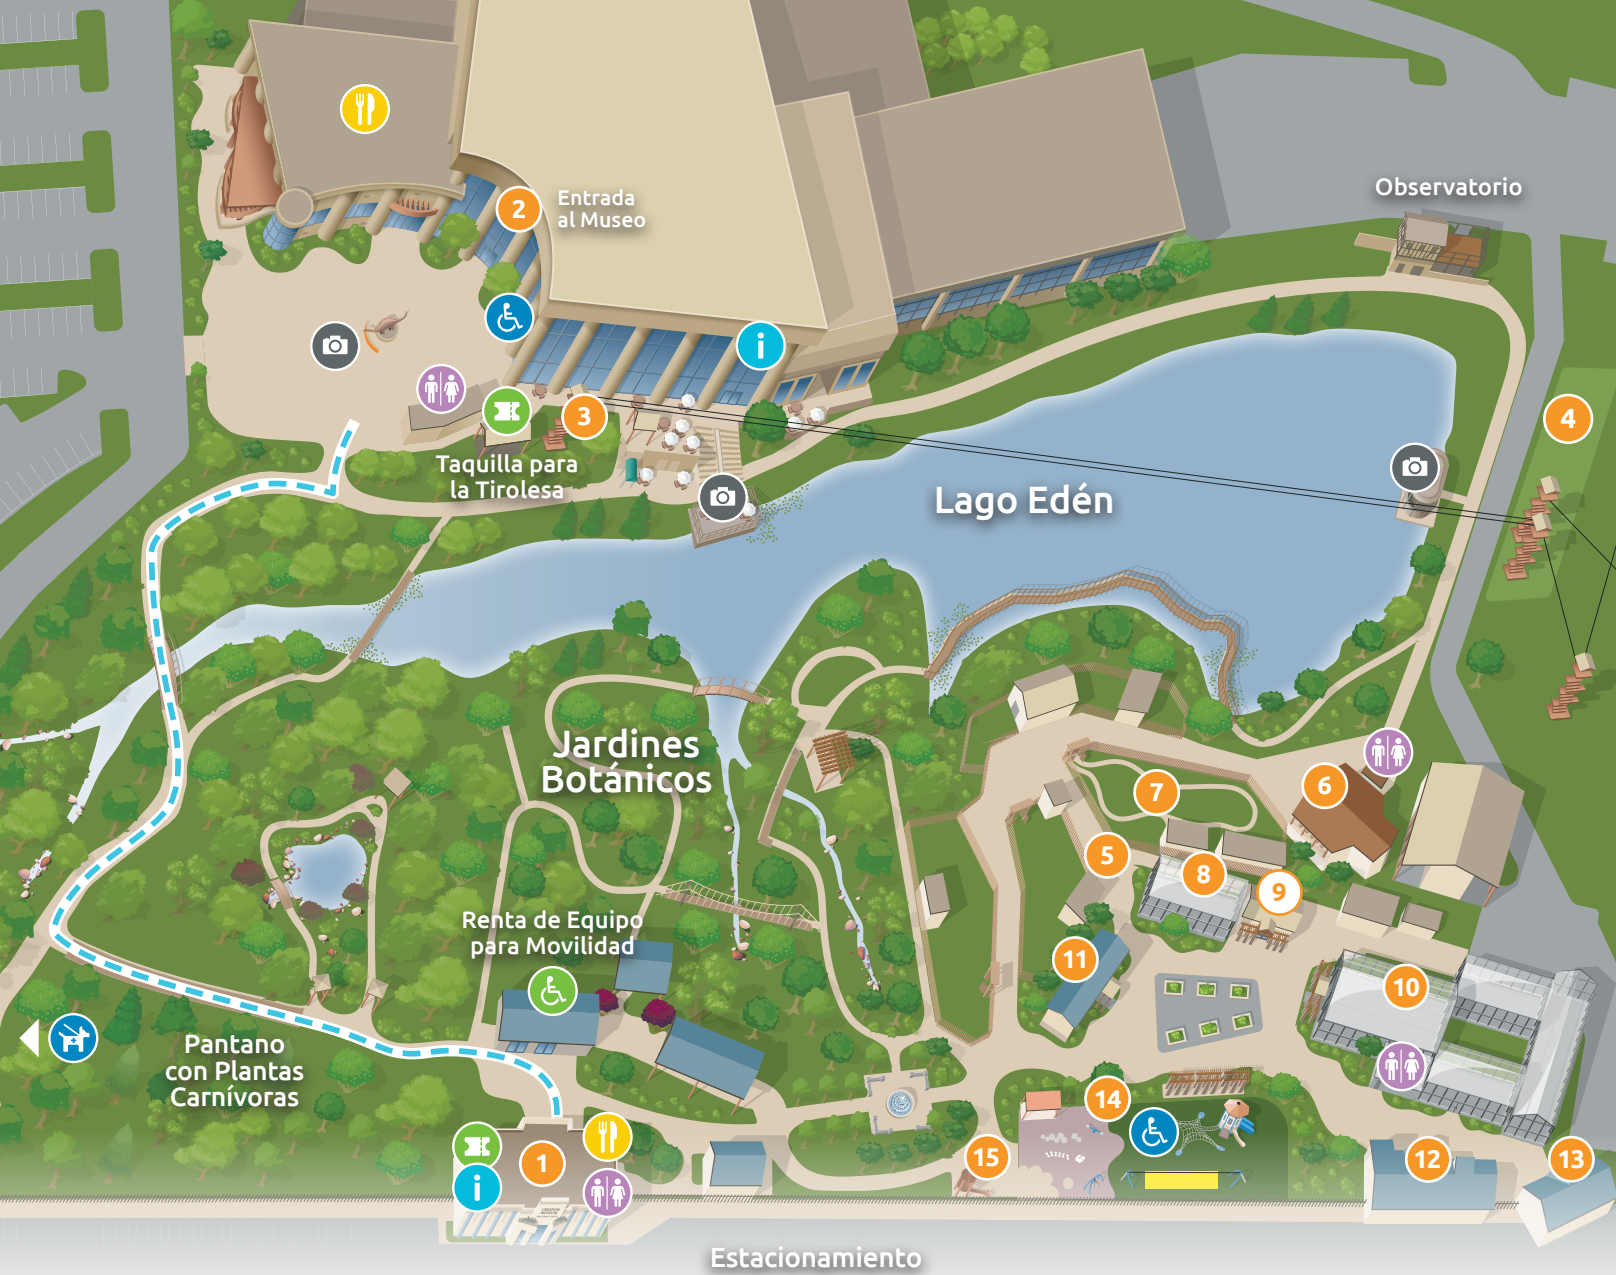 Observatorio
2
Entrada
al Museo
i
3
4
Taquilla para
la Tirolesa
Lago Edén
Jardines
Botánicos
6
7
5
8
9
Renta de Equipo
para Movilidad
11
10
Pantano
con Plantas
Carnívoras
14
1
15
12
13
i
Estacionamiento